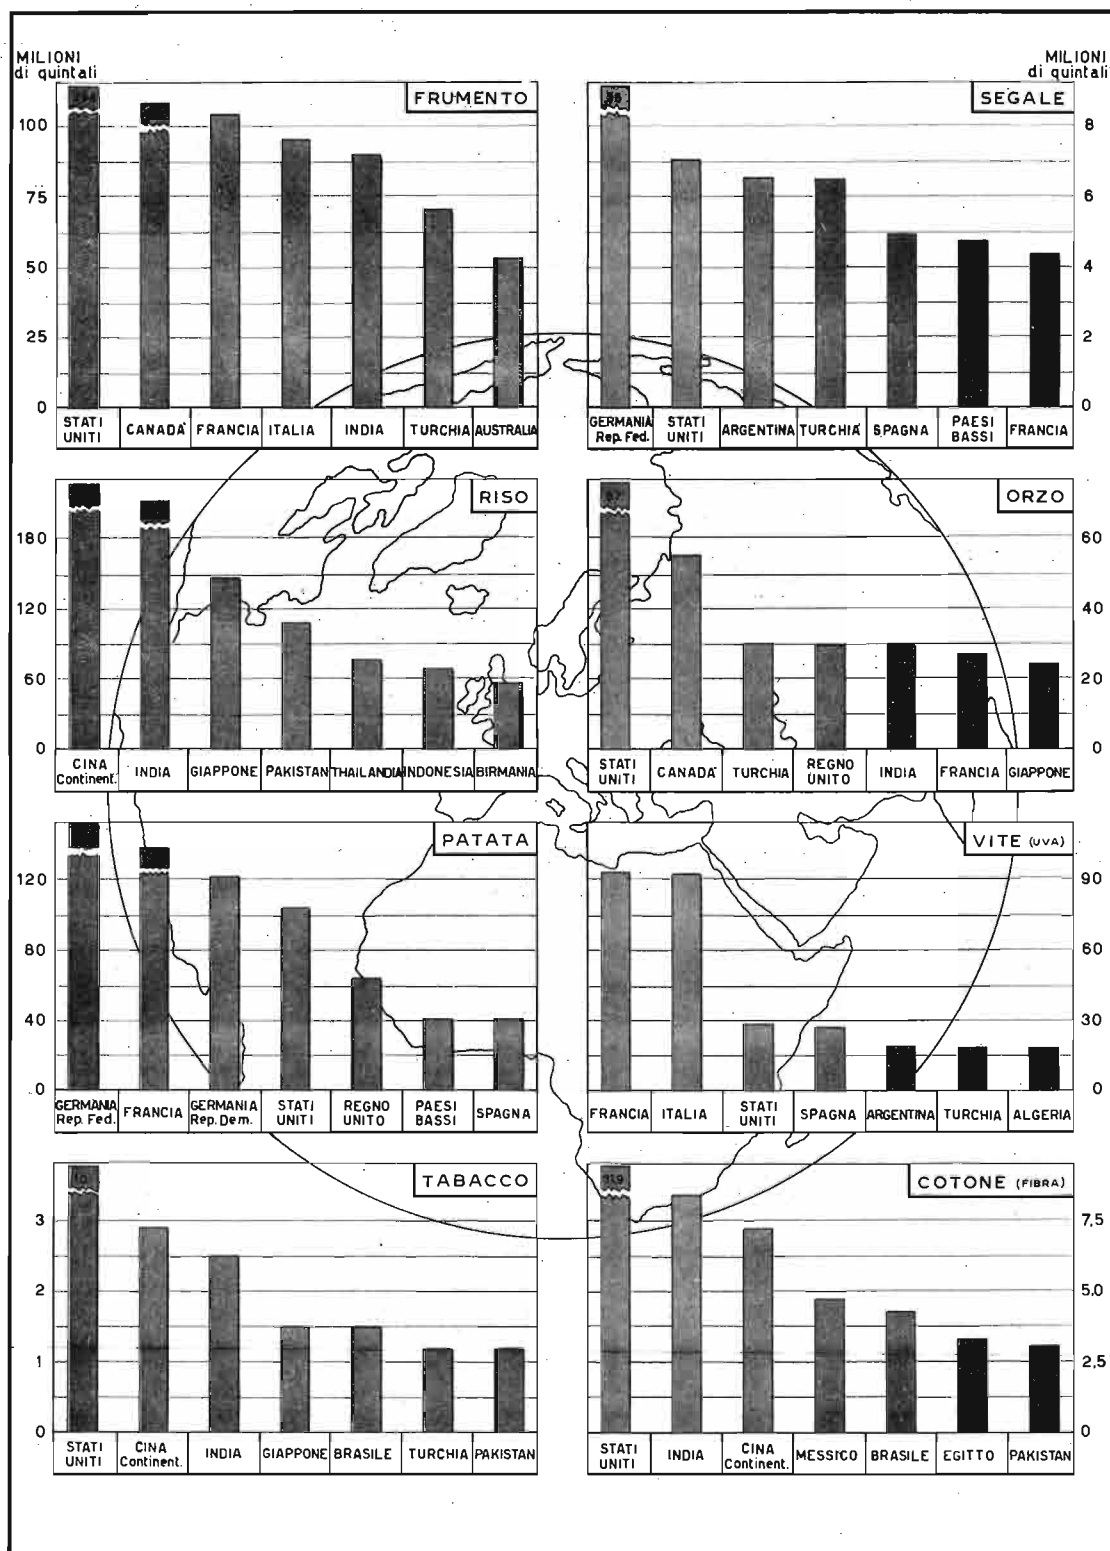 MILIONI
di quintali
MILIONI
di quintali
FRUMENTO
100
75
50
25
0
STATI
UNITI
CANADÀ
FRANCIA
ITALIA
INDIA
TURCHIA
AUSTRALIA
SEGALE
8
6
4
2
0
GERMANIA
Rep. Fed.
STATI
UNITI
ARGENTINA
TURCHIA
SPAGNA
PAESI
BASSI
FRANCIA
RISO
180
120
60
0
CINA
Continent.
INDIA
GIAPPONE
PAKISTAN
THAILANDIA
INDONESIA
BIRMANIA
ORZO
60
40
20
0
STATI
UNITI
CANADÀ
TURCHIA
REGNO
UNITO
INDIA
FRANCIA
GIAPPONE
PATATA
120
80
40
0
GERMANIA
Rep. Fed.
FRANCIA
GERMANIA
Rep. Dem.
STATI
UNITI
REGNO
UNITO
PAESI
BASSI
SPAGNA
VITE (UVA)
90
60
30
0
FRANCIA
ITALIA
STATI
UNITI
SPAGNA
ARGENTINA
TURCHIA
ALGERIA
TABACCO
3
2
1
0
STATI
UNITI
CINA
Continent.
INDIA
GIAPPONE
BRASILE
TURCHIA
PAKISTAN
COTONE (FIBRA)
7,5
5,0
2,5
0
STATI
UNITI
INDIA
CINA
Continent.
MESSICO
BRASILE
EGITTO
PAKISTAN